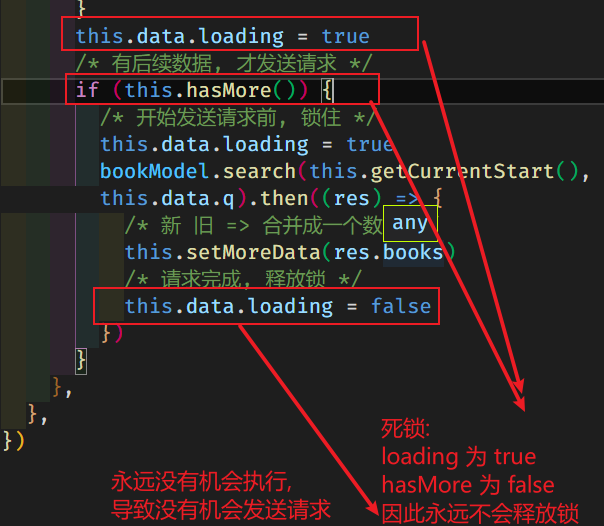 }
this.data.loading = true
/* 有后续数据, 才发送请求 */
if (this.hasMore()) {
/* 开始发送请求前, 锁住 */
this.data.loading = true
bookModel.search(this.getCurrentStart(),
this.data.q).then((res) => {
/* 新 旧 => 合并成一个数
any
this.setMoreData(res.books)
/* 请求完成, 释放锁 */
this.data.loading = false
})
}
},
},
})
死锁:
loading 为 true
hasMore 为 false
因此永远不会释放锁
永远没有机会执行,
导致没有机会发送请求